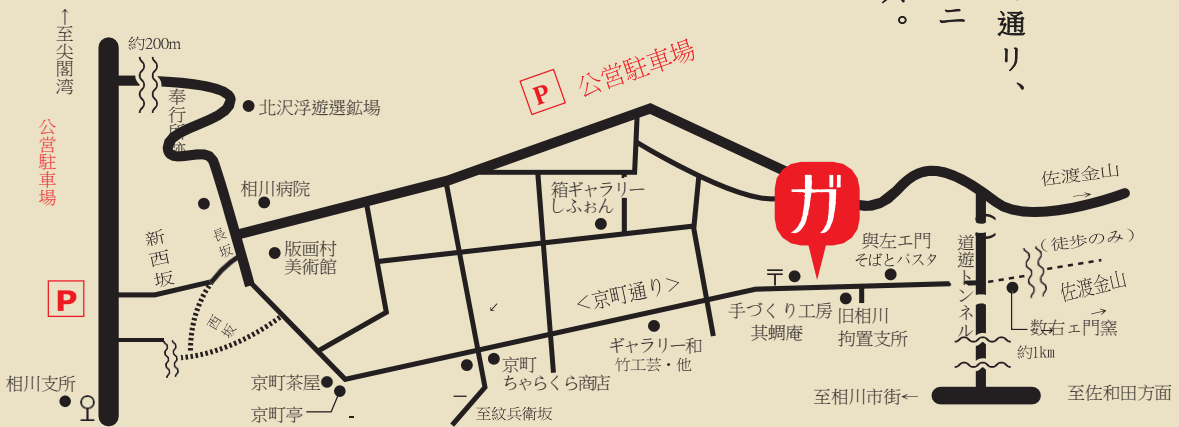 通リ、
ニ
。
←至尖閣湾
約200m
奉行所跡
北沢浮遊選鉱場
公営駐車場
P
公営駐車場
P
相川病院
長坂
新西坂
版画村
美術館
西坂
箱ギャラリー
しふぉん
ガ
佐渡金山
→
與左エ門
そばとパスタ
道遊トンネル
(徒歩のみ)
佐渡金山
→
〒
手づくり工房
其蜩庵
旧相川
拘置支所
数右ェ門窯
約1km
<京町通り>
ギャラリー和
竹工芸・他
京町
ちゃらくら商店
京町茶屋
京町亭
至紋兵衛坂
相川支所
至相川市街←
至佐和田方面